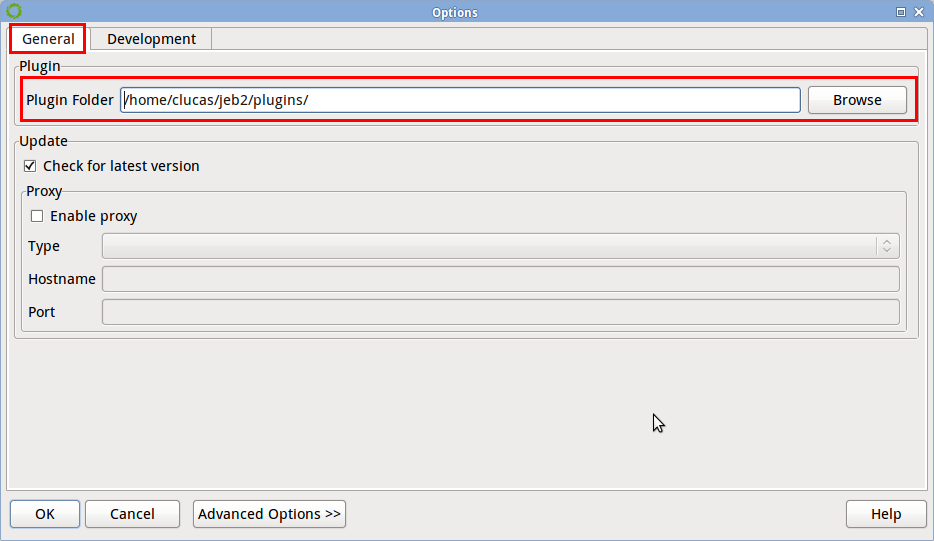 Options
General Development
Plugin
Plugin Folder /home/clucas/jeb2/plugins/ Browse
Update
Check for latest version
Proxy
Enable proxy
Type
Hostname
Port
OK Cancel Advanced Options >> Help